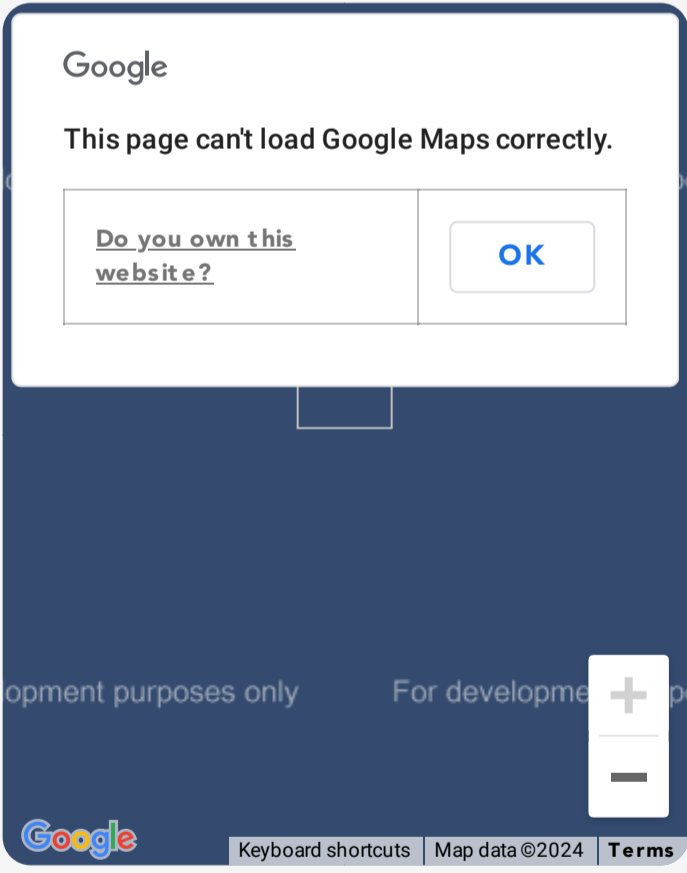 Google
This page can't load Google Maps correctly.
Do you own this
website?
OK
opment purposes only
For developme
Google
Keyboard shortcuts
Map data ©2024
Terms